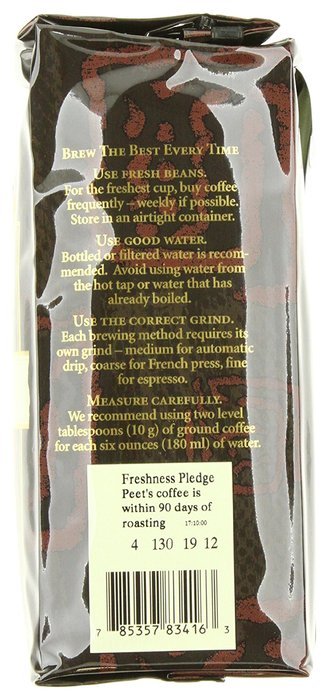 BREW THE BEST EVERY TIME
USE FRESH BEANS.
For the freshest cup, buy coffee
frequently – weekly if possible.
Store in an airtight container.
USE GOOD WATER.
Bottled or filtered water is recom-
mended. Avoid using water from
the hot tap or water that has
already boiled.
USE THE CORRECT GRIND.
Each brewing method requires its
own grind – medium for automatic
drip, coarse for French press, fine
for espresso.
MEASURE CAREFULLY.
We recommend using two level
tablespoons (10 g) of ground coffee
for each six ounces (180 ml) of water.
Freshness Pledge
Peet's coffee is
within 90 days of
roasting 17:10:00
4 130 19 12
7 85357 83416 3